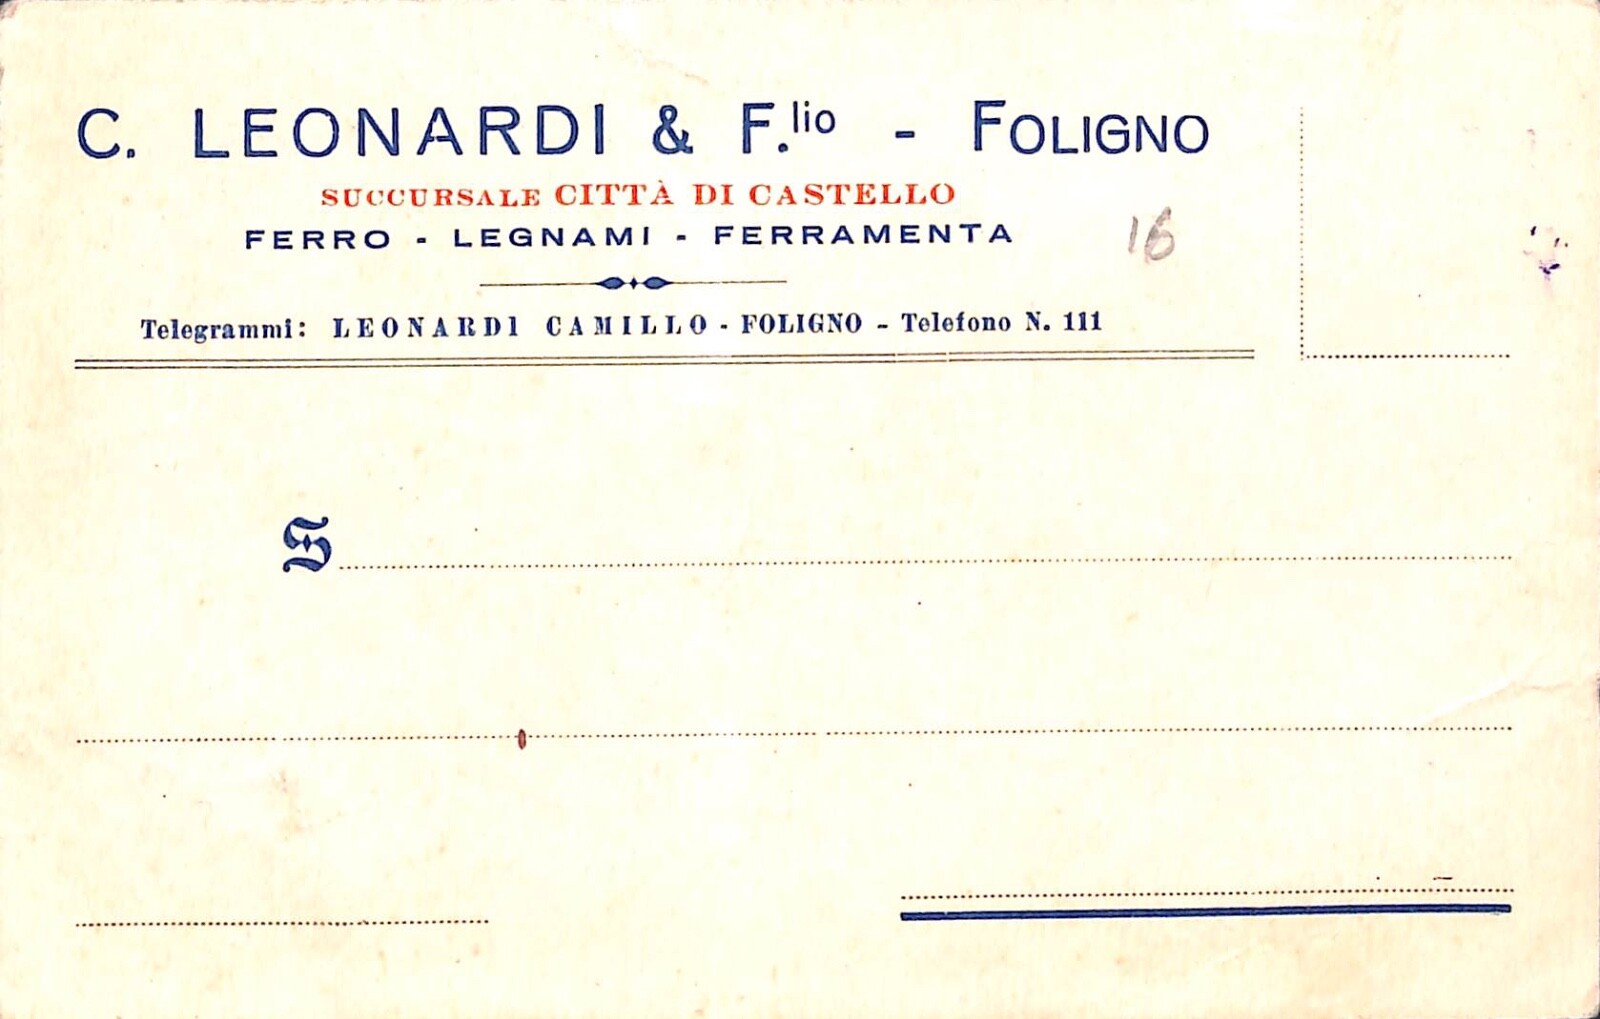 C. LEONARDI & F.lio - FOLIGNO
SUCCURSALE CITTÀ DI CASTELLO
FERRO - LEGNAMI - FERRAMENTA
16
Telegrammi: LEONARDI CAMILLO - FOLIGNO - Telefono N. 111
S